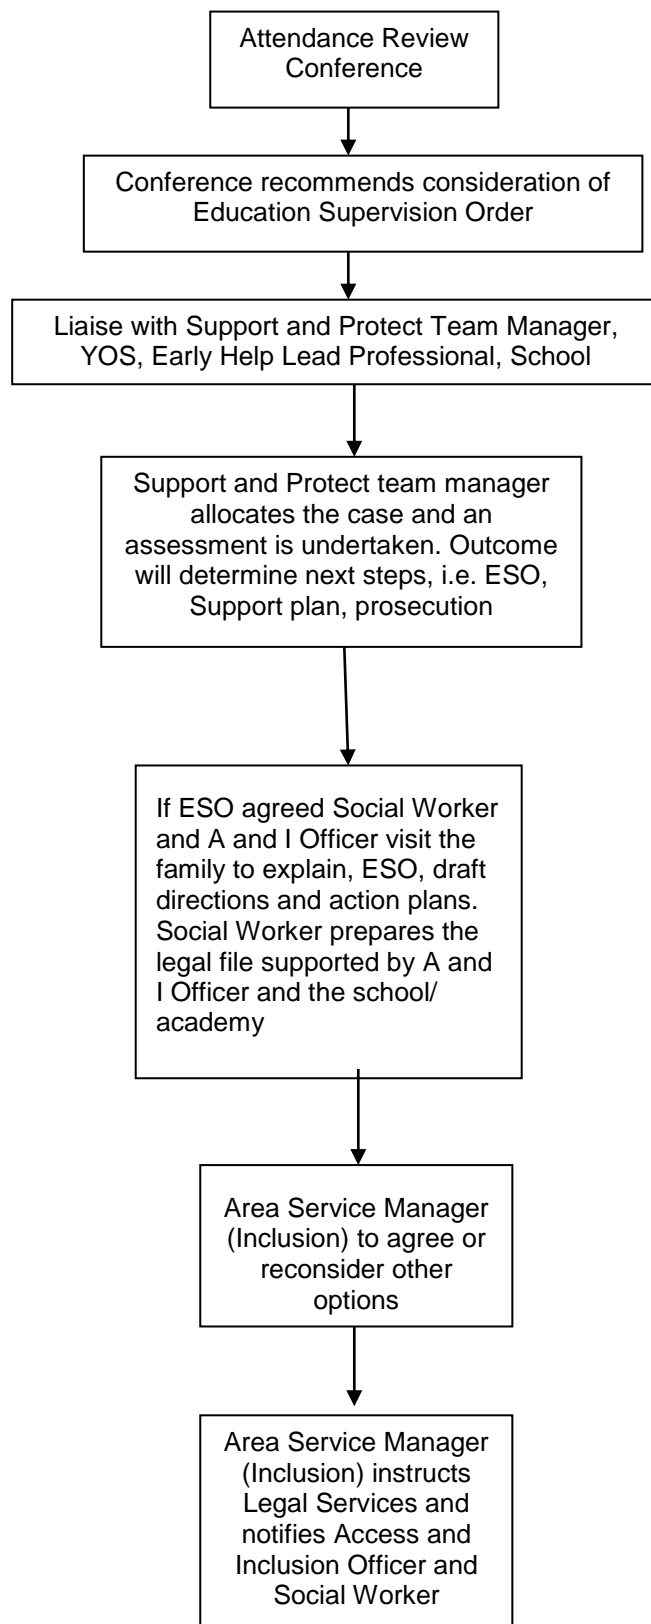 Attendance Review
Conference
Conference recommends consideration of
Education Supervision Order
Liaise with Support and Protect Team Manager,
YOS, Early Help Lead Professional, School
Support and Protect team manager
allocates the case and an
assessment is undertaken. Outcome
will determine next steps, i.e. ESO,
Support plan, prosecution
If ESO agreed Social Worker
and A and I Officer visit the
family to explain, ESO, draft
directions and action plans.
Social Worker prepares the
legal file supported by A and
I Officer and the school/
academy
Area Service Manager
(Inclusion) to agree or
reconsider other
options
Area Service Manager
(Inclusion) instructs
Legal Services and
notifies Access and
Inclusion Officer and
Social Worker